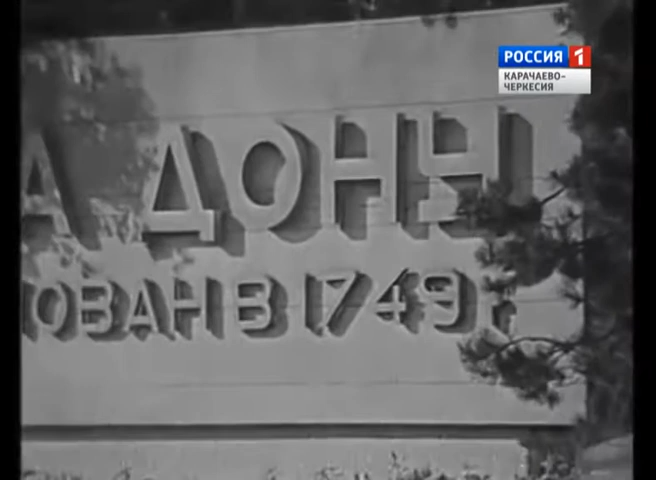 РОССИЯ 1
КАРАЧАЕВО-
ЧЕРКЕСИЯ
А ДОНУ
ОВАН В 1749